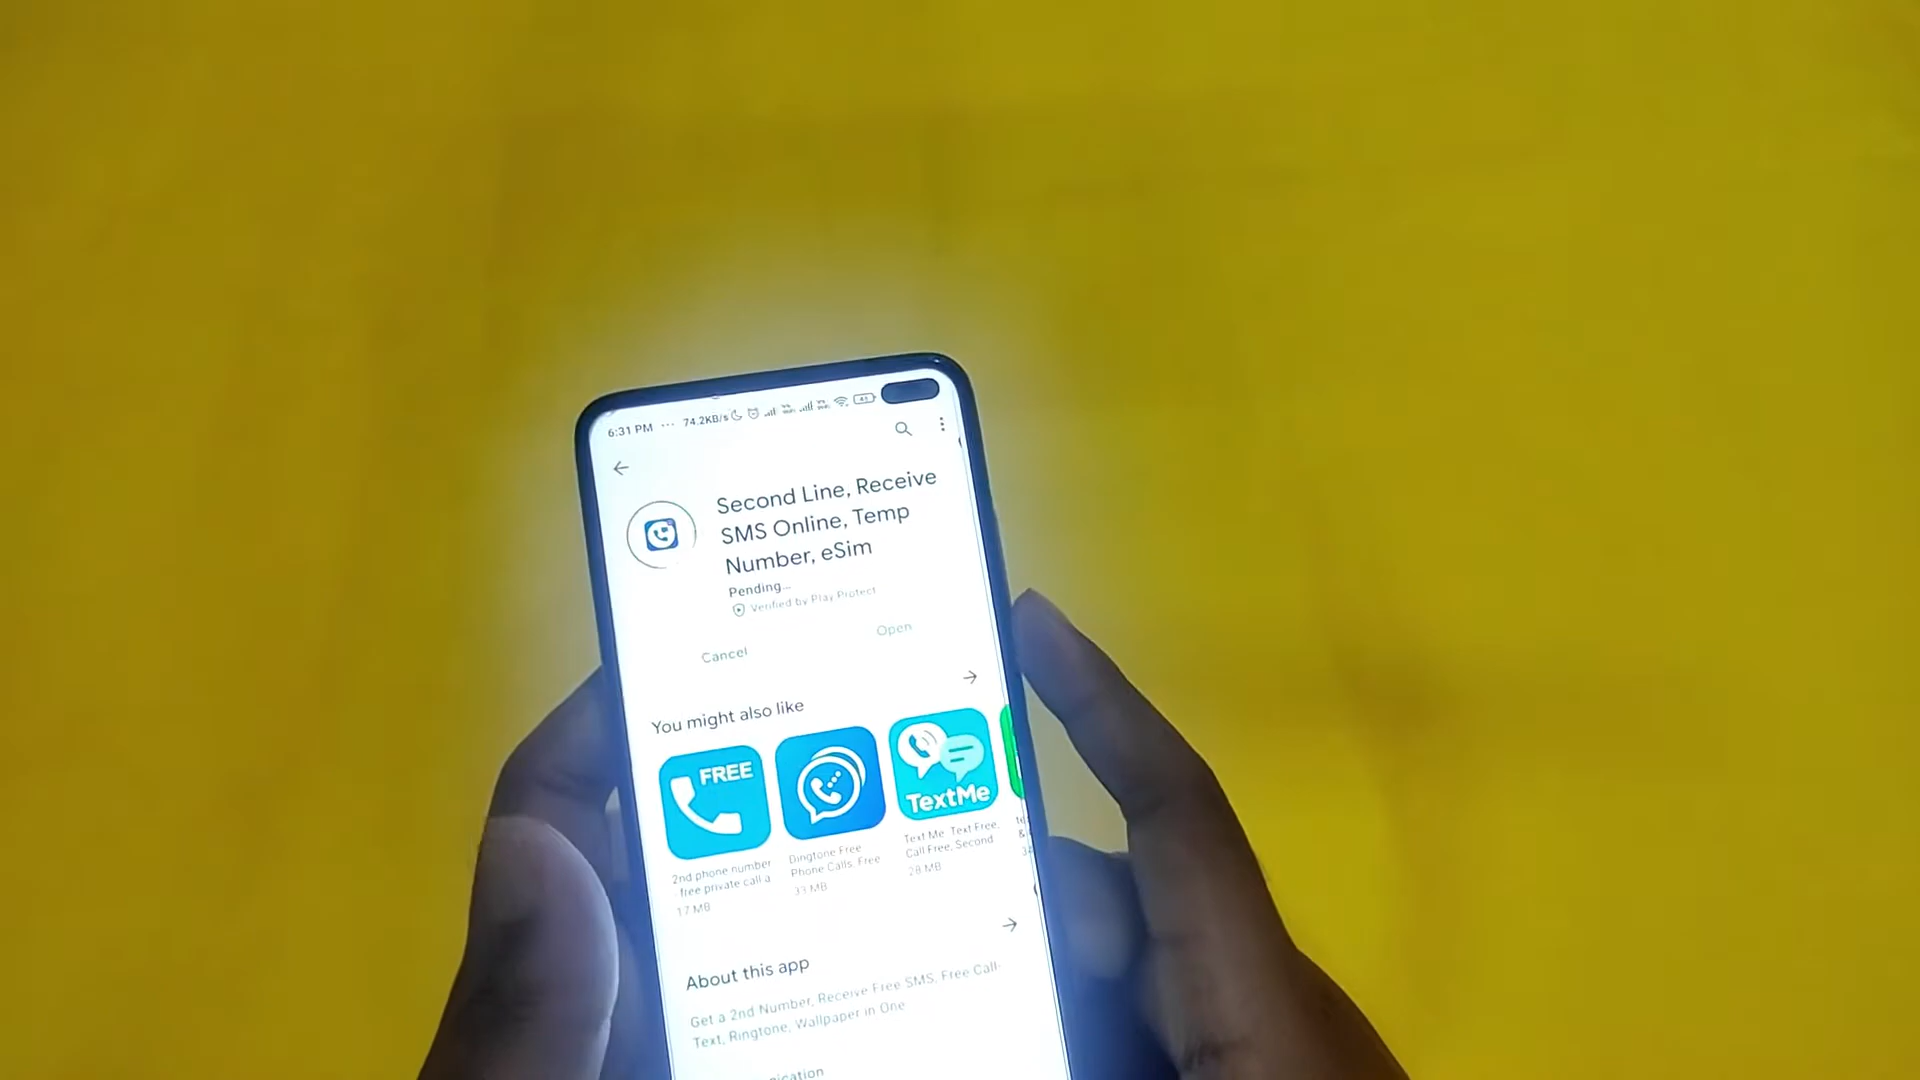 6:31 PM ··· 74.2KB/s
Second Line, Receive
SMS Online, Temp
Number, eSim
Pending...
Verified by Play Protect
Cancel
Open
You might also like
FREE
TextMe
2nd phone number
free private call a
17 MB
Dingtone Free
Phone Calls, Free
33 MB
Text Me Text Free,
Call Free, Second
28 MB
About this app
Get a 2nd Number, Receive Free SMS, Free Call-
Text, Ringtone, Wallpaper in One